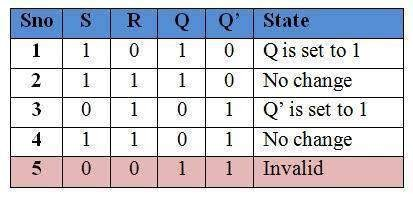 Sno S R Q Q’ State
1 1 0 1 0 Q is set to 1
2 1 1 1 0 No change
3 0 1 0 1 Q’ is set to 1
4 1 1 0 1 No change
5 0 0 1 1 Invalid